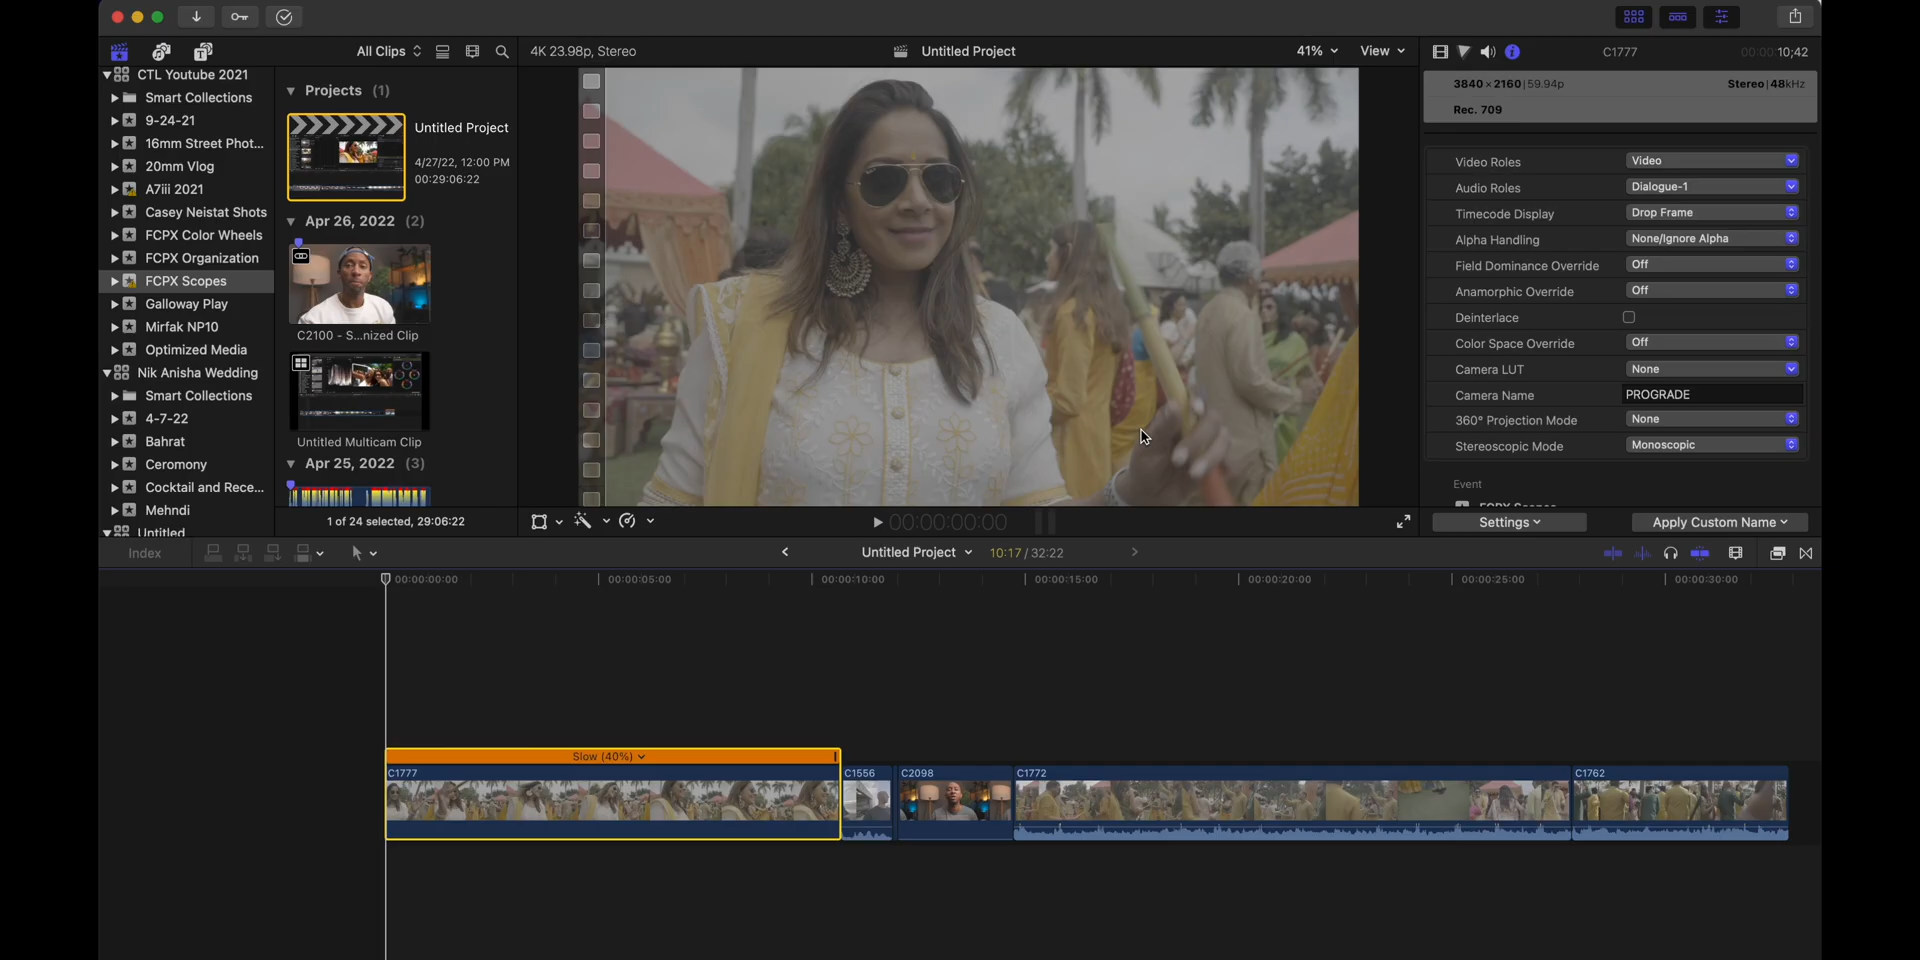 All Clips
4K 23.98p, Stereo
Untitled Project
41%
View
C1777
00:00:10;42
CTL Youtube 2021
Smart Collections
9-24-21
16mm Street Phot...
20mm Vlog
A7iii 2021
Casey Neistat Shots
FCPX Color Wheels
FCPX Organization
FCPX Scopes
Galloway Play
Mirfak NP10
Optimized Media
Nik Anisha Wedding
Smart Collections
4-7-22
Bahrat
Ceromony
Cocktail and Rece...
Mehndi
Untitled
Projects (1)
Untitled Project
4/27/22, 12:00 PM
00:29:06:22
Apr 26, 2022 (2)
C2100 - S...nized Clip
Untitled Multicam Clip
Apr 25, 2022 (3)
1 of 24 selected, 29:06:22
00:00:00:00
3840 × 2160 | 59.94p
Stereo | 48kHz
Rec. 709
Video Roles Video
Audio Roles Dialogue-1
Timecode Display Drop Frame
Alpha Handling None/Ignore Alpha
Field Dominance Override Off
Anamorphic Override Off
Deinterlace
Color Space Override Off
Camera LUT None
Camera Name PROGRADE
360° Projection Mode None
Stereoscopic Mode Monoscopic
Event
FCPX Scopes
Settings
Apply Custom Name
Index
Untitled Project
10:17 / 32:22
00:00:00:00
00:00:05:00
00:00:10:00
00:00:15:00
00:00:20:00
00:00:25:00
00:00:30:00
Slow (40%)
C1777
C1556
C2098
C1772
C1762